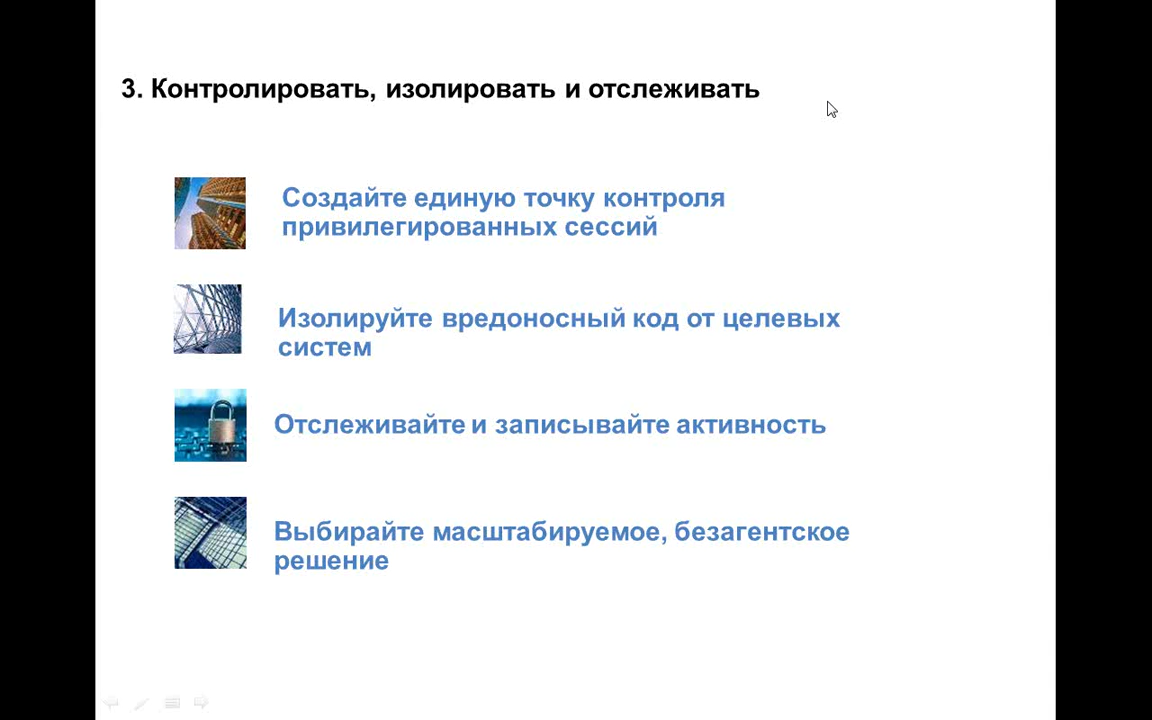 3. Контролировать, изолировать и отслеживать
Создайте единую точку контроля
привилегированных сессий
Изолируйте вредоносный код от целевых
систем
Отслеживайте и записывайте активность
Выбирайте масштабируемое, безагентское
решение